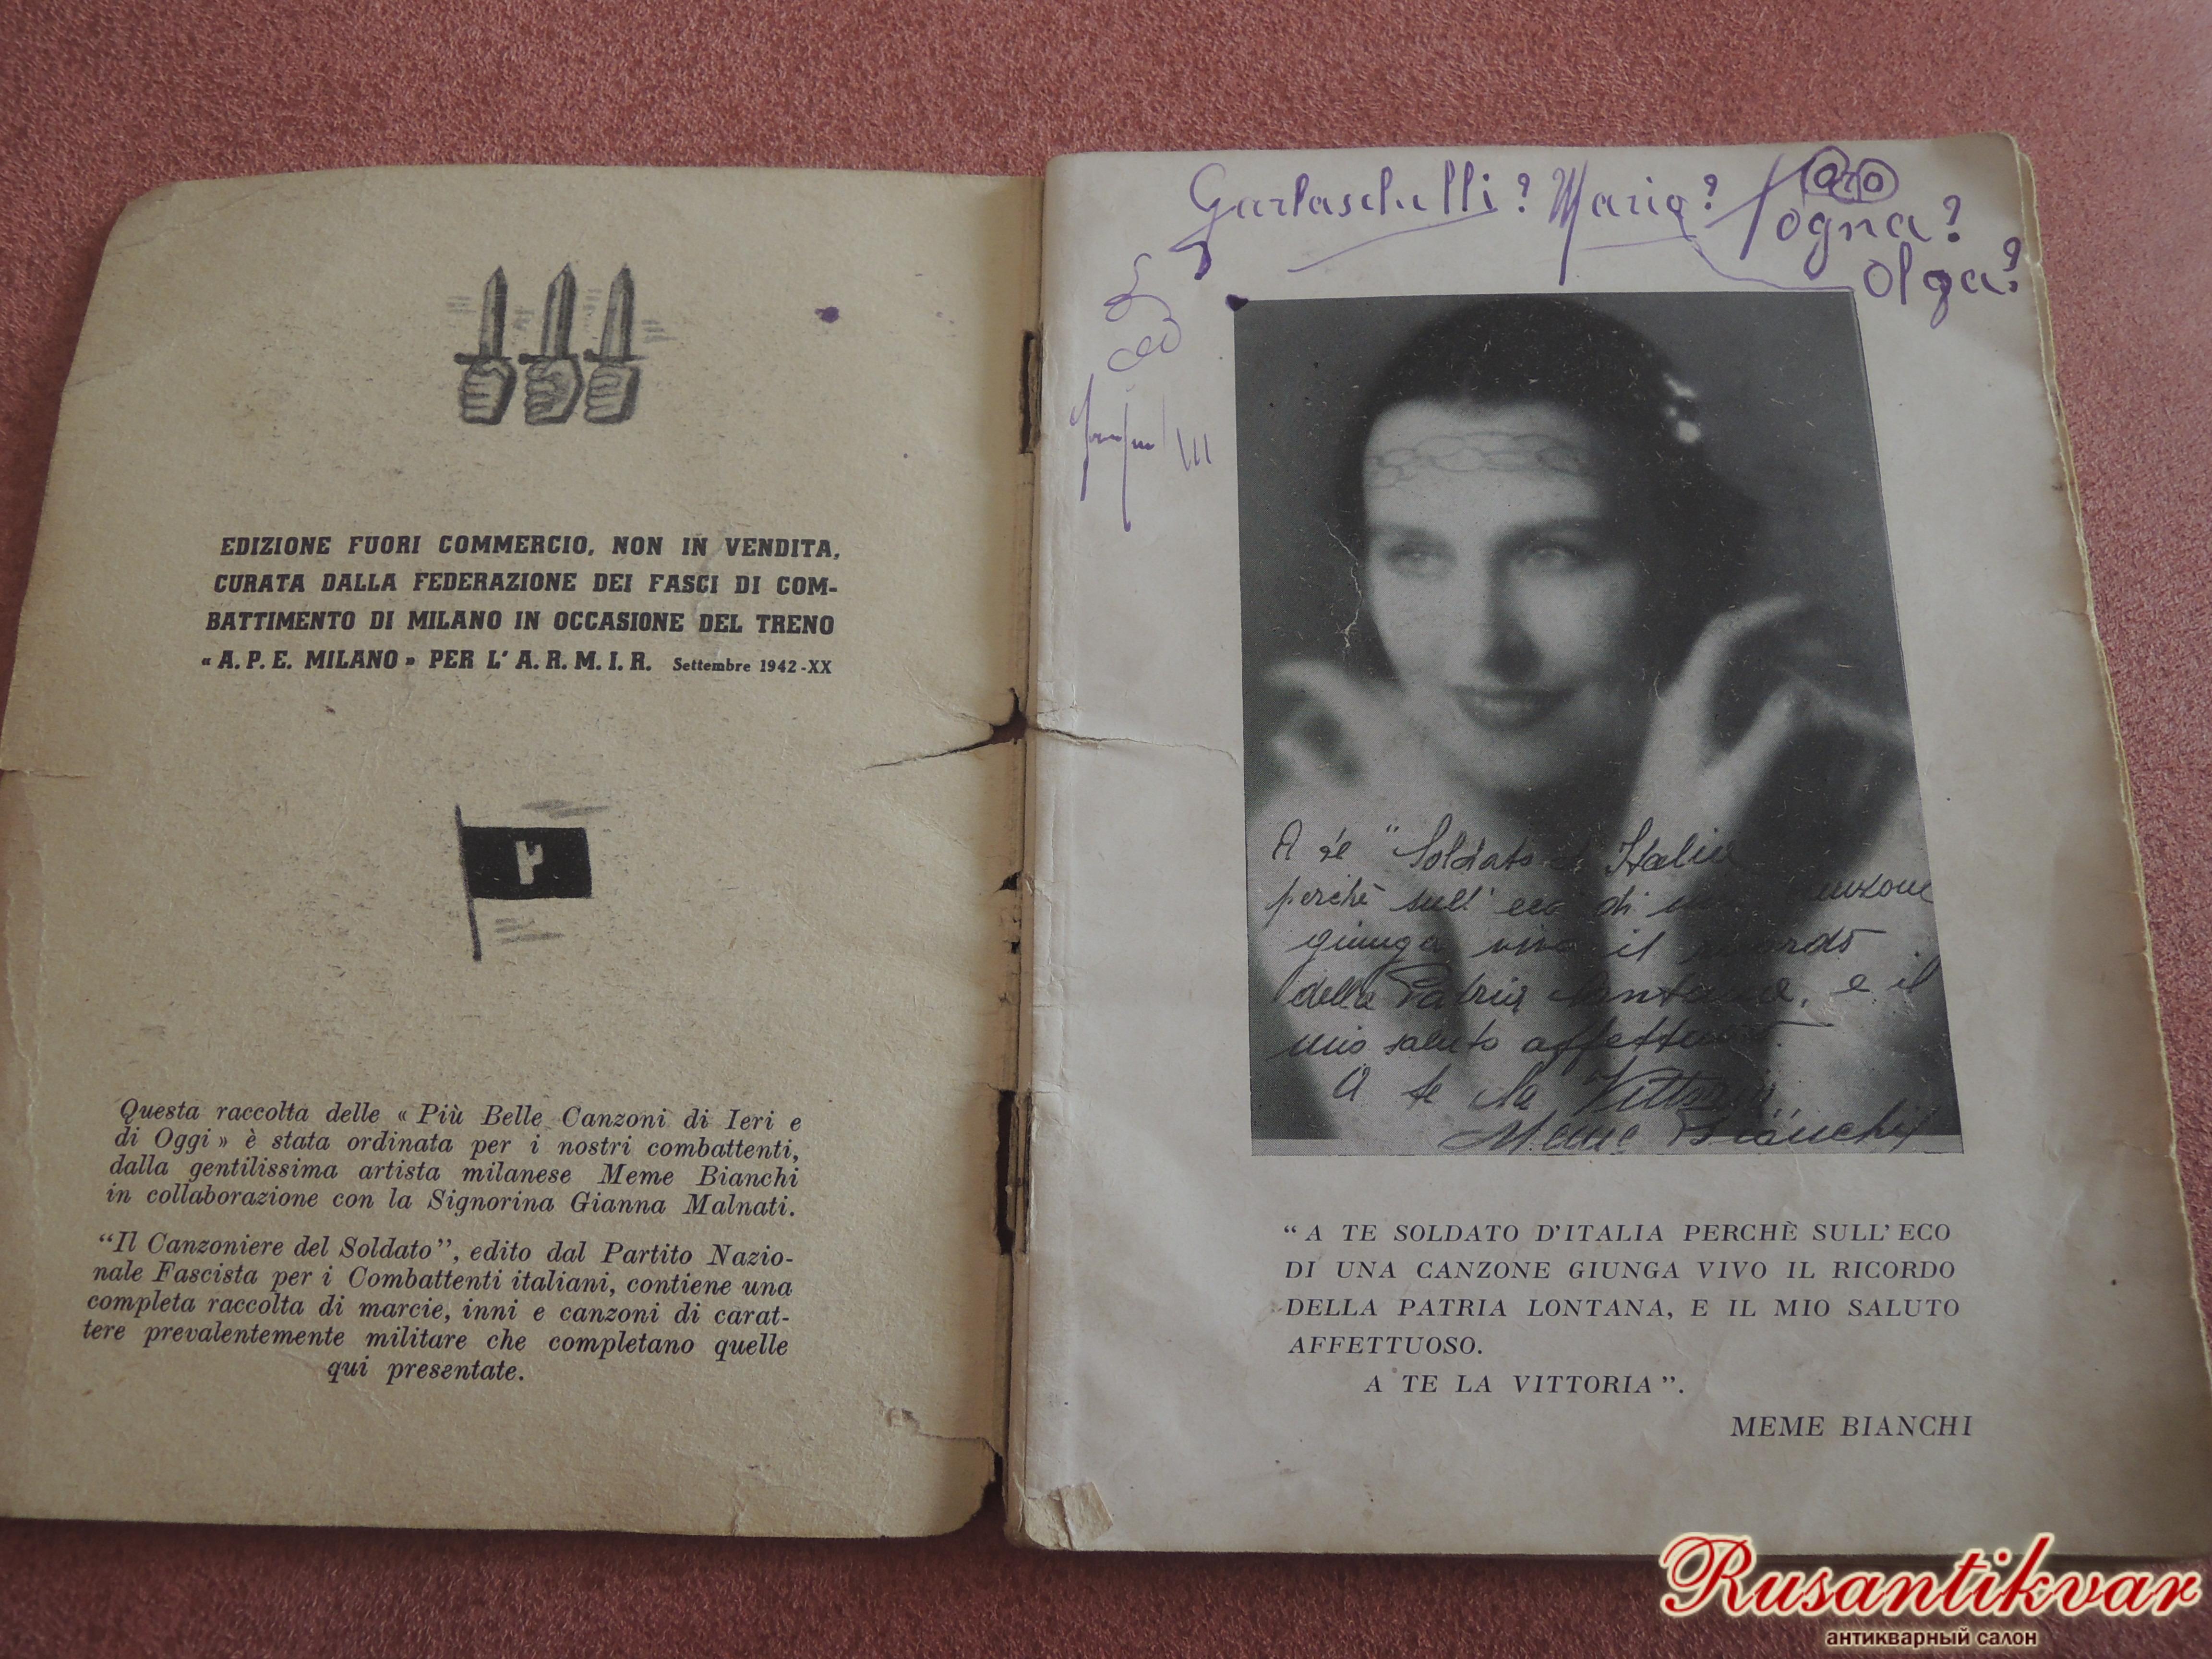 EDIZIONE FUORI COMMERCIO, NON IN VENDITA,
CURATA DALLA FEDERAZIONE DEI FASCI DI COM-
BATTIMENTO DI MILANO IN OCCASIONE DEL TRENO
« A. P. E. MILANO » PER L' A. R. M. I. R. Settembre 1942-XX
Questa raccolta delle « Più Belle Canzoni di Ieri e
di Oggi » è stata ordinata per i nostri combattenti,
dalla gentilissima artista milanese Meme Bianchi
in collaborazione con la Signorina Gianna Malnati.
“Il Canzoniere del Soldato”, edito dal Partito Nazio-
nale Fascista per i Combattenti italiani, contiene una
completa raccolta di marcie, inni e canzoni di carat-
tere prevalentemente militare che completano quelle
qui presentate.
Garlaschelli? Maria? Togna?
Olga?
A te "Soldato d'Italia
perchè sull' eco di una canzone
giunga vivo il ricordo
della Patria lontana, e il
mio saluto affettuoso.
A te la Vittoria"
Meme Bianchi
“ A TE SOLDATO D'ITALIA PERCHÈ SULL' ECO
DI UNA CANZONE GIUNGA VIVO IL RICORDO
DELLA PATRIA LONTANA, E IL MIO SALUTO
AFFETTUOSO.
A TE LA VITTORIA ”.
MEME BIANCHI
Rusantikvar
антикварный салон